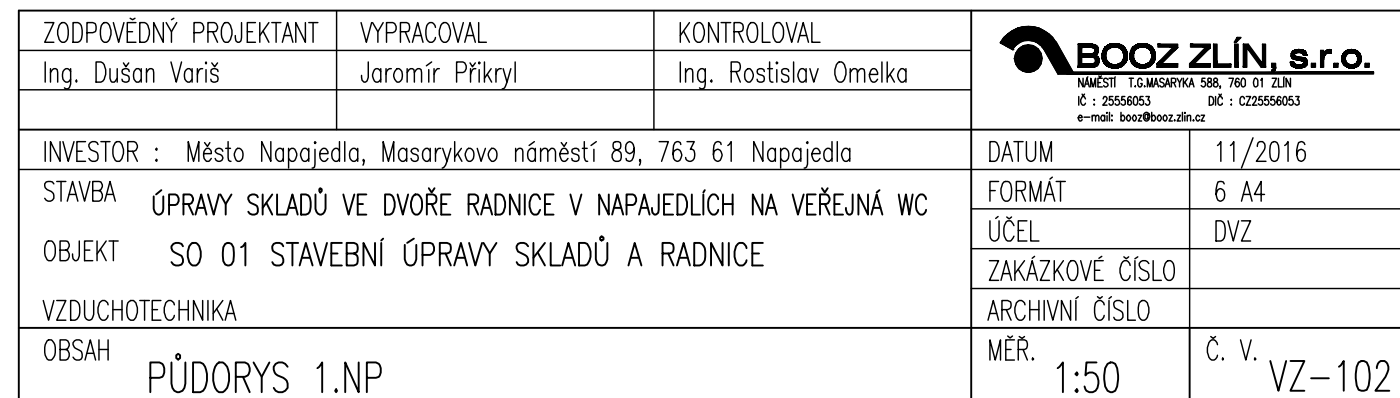 ZODPOVĚDNÝ PROJEKTANT VYPRACOVAL KONTROLOVAL
Ing. Dušan Variš Jaromír Přikryl Ing. Rostislav Omelka
BOOZ ZLÍN, s.r.o.
NÁMĚSTÍ T.G.MASARYKA 588, 760 01 ZLÍN
IČ : 25556053 DIČ : CZ25556053
e-mail: booz@booz.zlin.cz
INVESTOR : Město Napajedla, Masarykovo náměstí 89, 763 61 Napajedla
DATUM 11/2016
STAVBA ÚPRAVY SKLADŮ VE DVOŘE RADNICE V NAPAJEDLÍCH NA VEŘEJNÁ WC
FORMÁT 6 A4
ÚČEL DVZ
OBJEKT SO 01 STAVEBNÍ ÚPRAVY SKLADŮ A RADNICE
ZAKÁZKOVÉ ČÍSLO
VZDUCHOTECHNIKA
ARCHIVNÍ ČÍSLO
OBSAH PŮDORYS 1.NP
MĚŘ. 1:50
Č. V. VZ-102